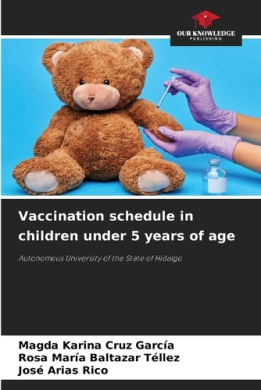 OUR KNOWLEDGE
PUBLISHING
Vaccination schedule in
children under 5 years of age
Autonomous University of the State of Hidalgo
Magda Karina Cruz García
Rosa María Baltazar Téllez
José Arias Rico